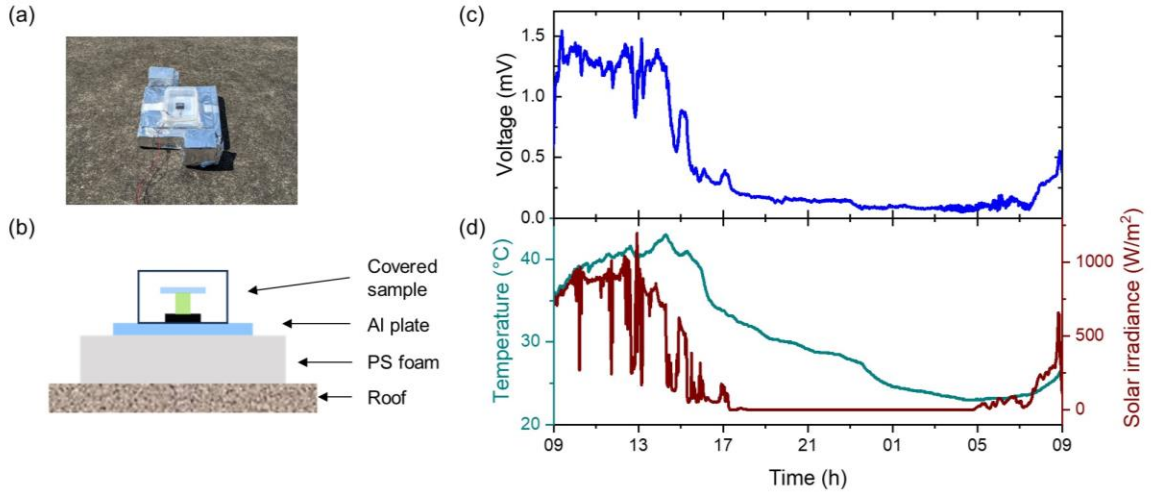 (a)
(b)
Covered
sample
Al plate
PS foam
Roof
(c)
Voltage (mV)
1.5
1.0
0.5
0.0
(d)
Temperature (°C)
40
30
20
Solar irradiance (W/m²)
1000
500
0
09 13 17 21 01 05 09
Time (h)